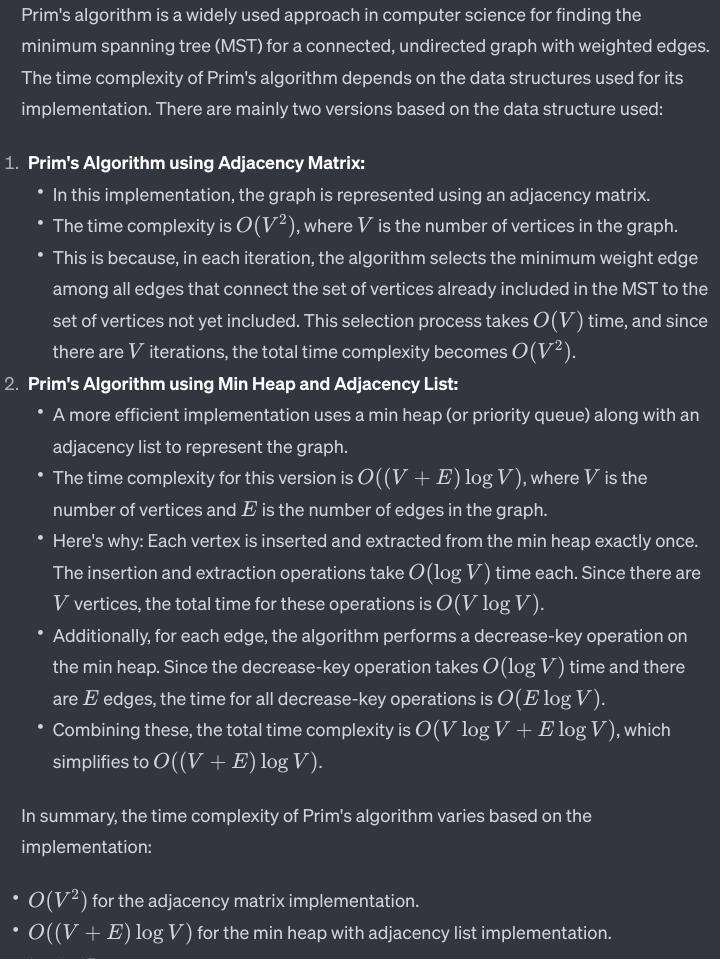 Prim's algorithm is a widely used approach in computer science for finding the
minimum spanning tree (MST) for a connected, undirected graph with weighted edges.
The time complexity of Prim's algorithm depends on the data structures used for its
implementation. There are mainly two versions based on the data structure used:
1. Prim's Algorithm using Adjacency Matrix:
• In this implementation, the graph is represented using an adjacency matrix.
• The time complexity is O(V²), where V is the number of vertices in the graph.
• This is because, in each iteration, the algorithm selects the minimum weight edge
among all edges that connect the set of vertices already included in the MST to the
set of vertices not yet included. This selection process takes O(V) time, and since
there are V iterations, the total time complexity becomes O(V²).
2. Prim's Algorithm using Min Heap and Adjacency List:
• A more efficient implementation uses a min heap (or priority queue) along with an
adjacency list to represent the graph.
• The time complexity for this version is O((V + E) log V), where V is the
number of vertices and E is the number of edges in the graph.
• Here's why: Each vertex is inserted and extracted from the min heap exactly once.
The insertion and extraction operations take O(log V) time each. Since there are
V vertices, the total time for these operations is O(V log V).
• Additionally, for each edge, the algorithm performs a decrease-key operation on
the min heap. Since the decrease-key operation takes O(log V) time and there
are E edges, the time for all decrease-key operations is O(E log V).
• Combining these, the total time complexity is O(V log V + E log V), which
simplifies to O((V + E) log V).
In summary, the time complexity of Prim's algorithm varies based on the
implementation:
• O(V²) for the adjacency matrix implementation.
• O((V + E) log V) for the min heap with adjacency list implementation.